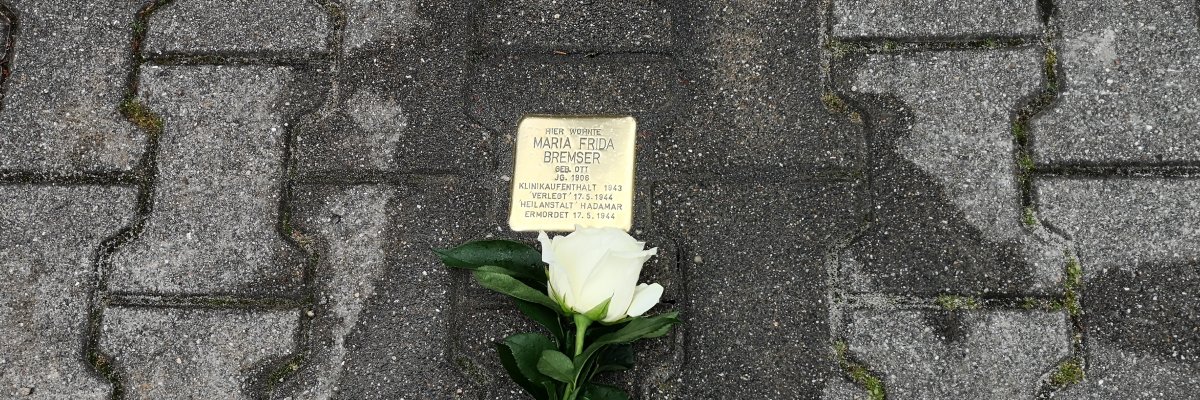 HIER WOHNTE
MARIA FRIDA
BREMSER
GEB. OTT
JG. 1906
KLINIKAUFENTHALT 1943
'VERLEGT' 17.5.1944
'HEILANSTALT' HADAMAR
ERMORDET 17.5.1944